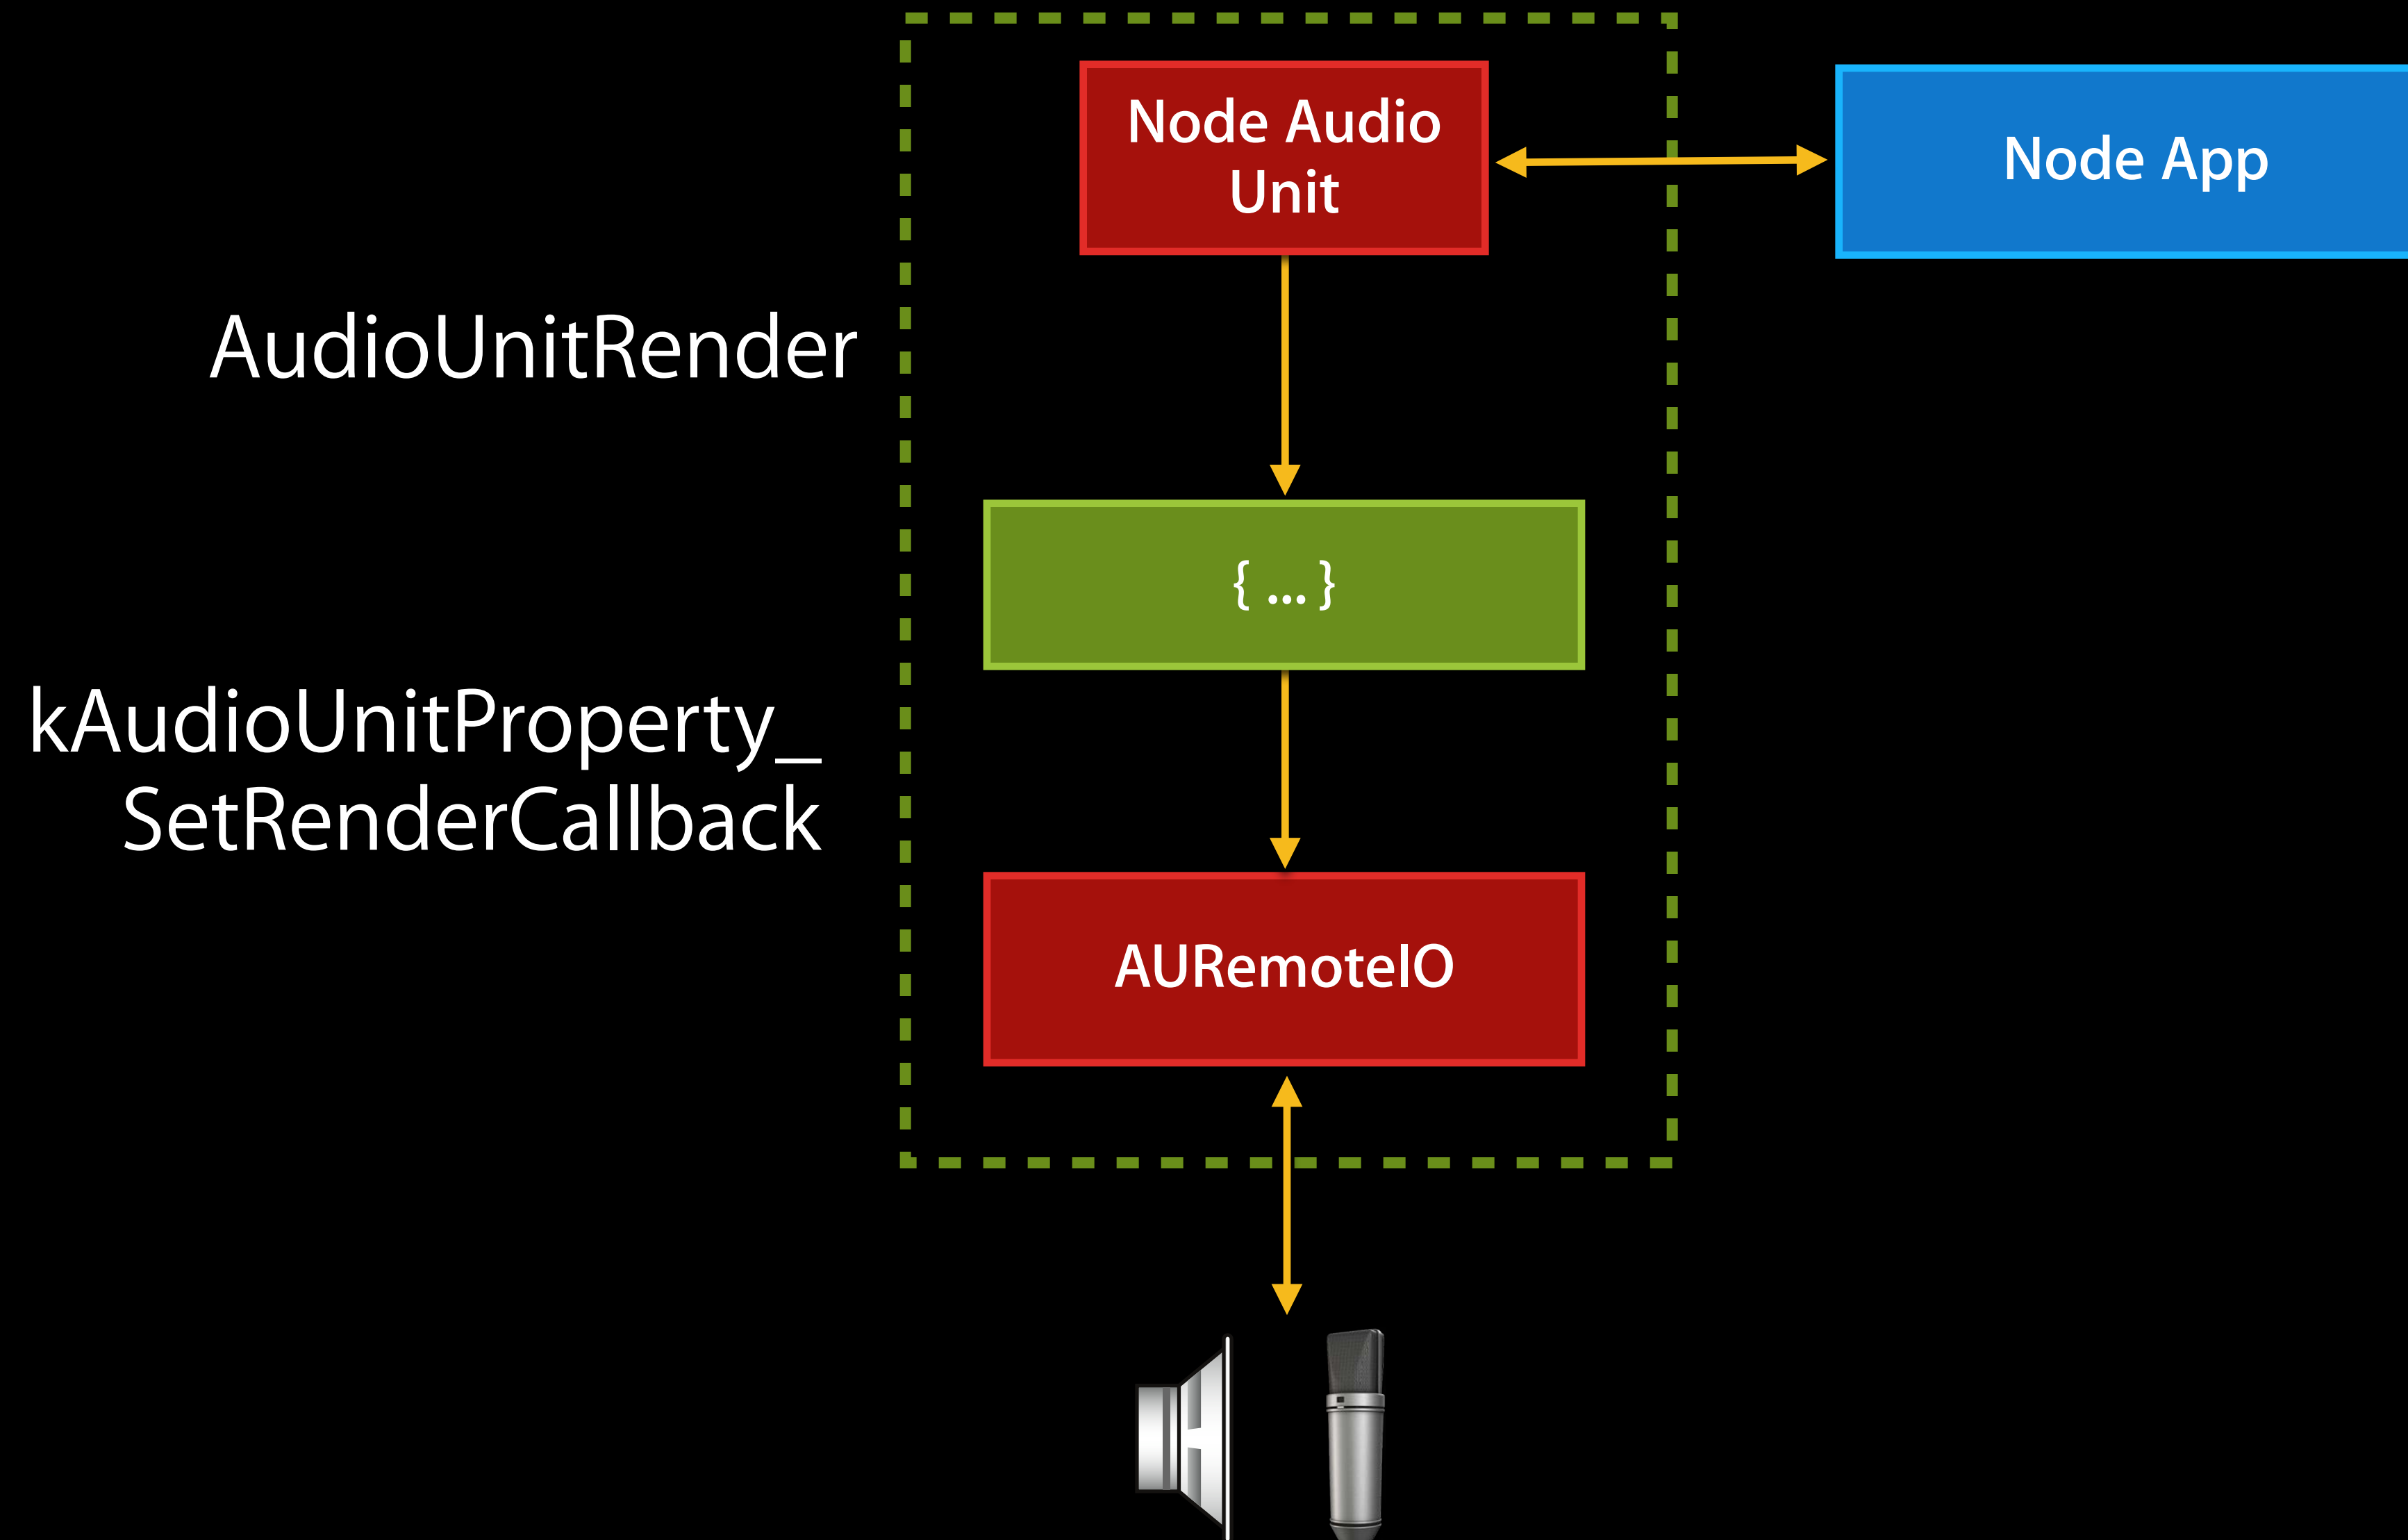 Node Audio
Unit
Node App
AudioUnitRender
{ ... }
kAudioUnitProperty_
SetRenderCallback
AURemoteIO